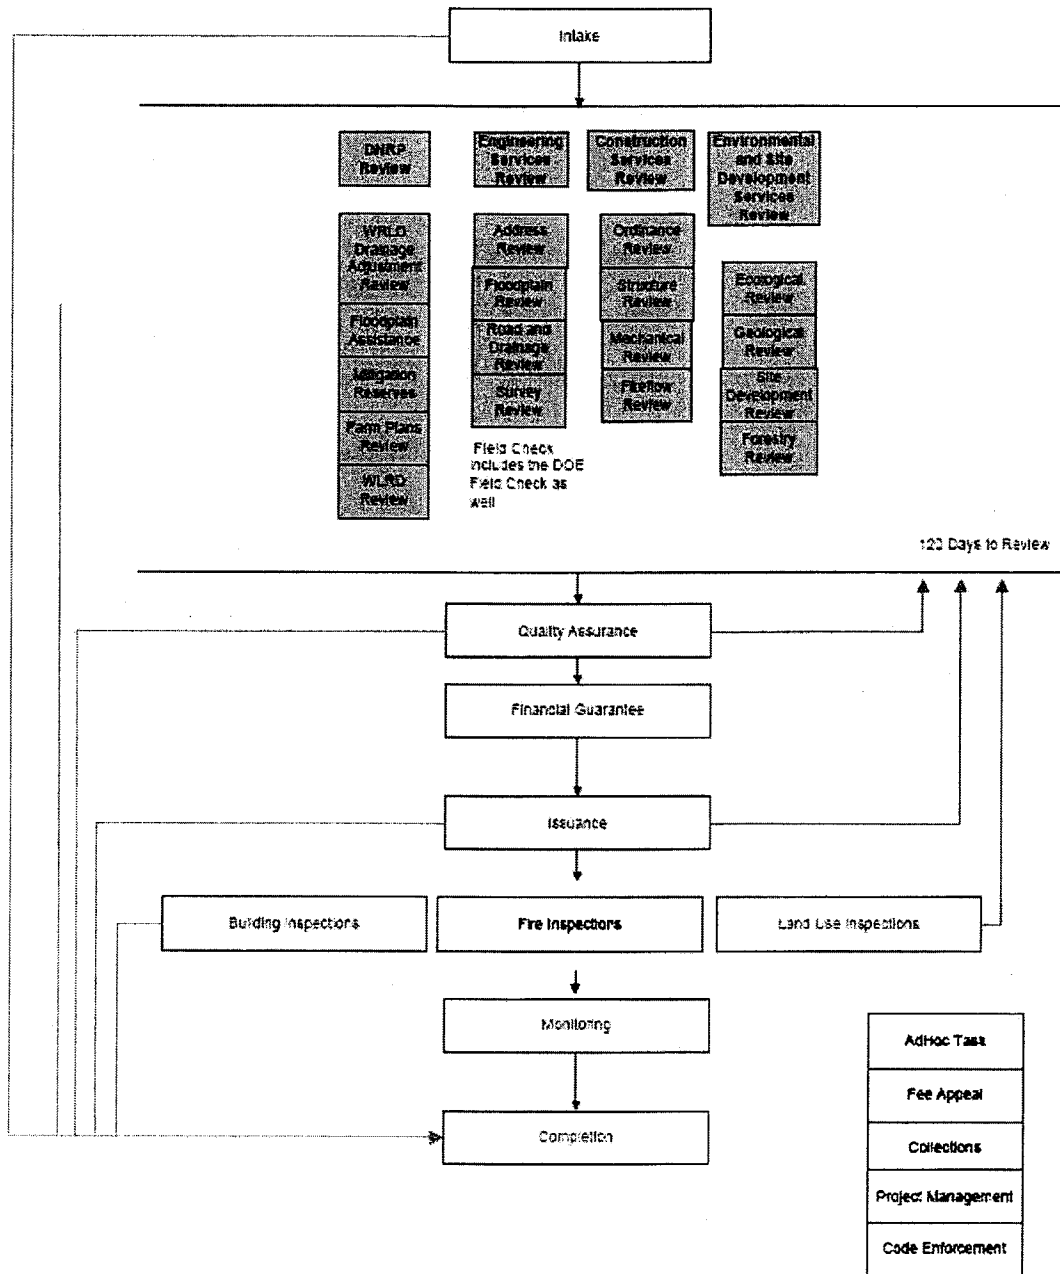 Intake
DNRP
Review
Engineering
Services
Review
Construction
Services
Review
Environmental
and Site
Development
Services
Review
WRLD
Drainage
Adjustment
Review
Floodplain
Assistance
Mitigation
Reserves
Farm Plans
Review
WLRD
Review
Address
Review
Floodplain
Review
Road and
Drainage
Review
Survey
Review
Field Check
includes the DOE
Field Check as
well
Ordinance
Review
Structure
Review
Mechanical
Review
Fireflow
Review
Ecological
Review
Geological
Review
Site
Development
Review
Forestry
Review
120 Days to Review
Quality Assurance
Financial Guarantee
Issuance
Building Inspections
Fire Inspections
Land Use Inspections
Monitoring
Completion
AdHoc Task
Fee Appeal
Collections
Project Management
Code Enforcement